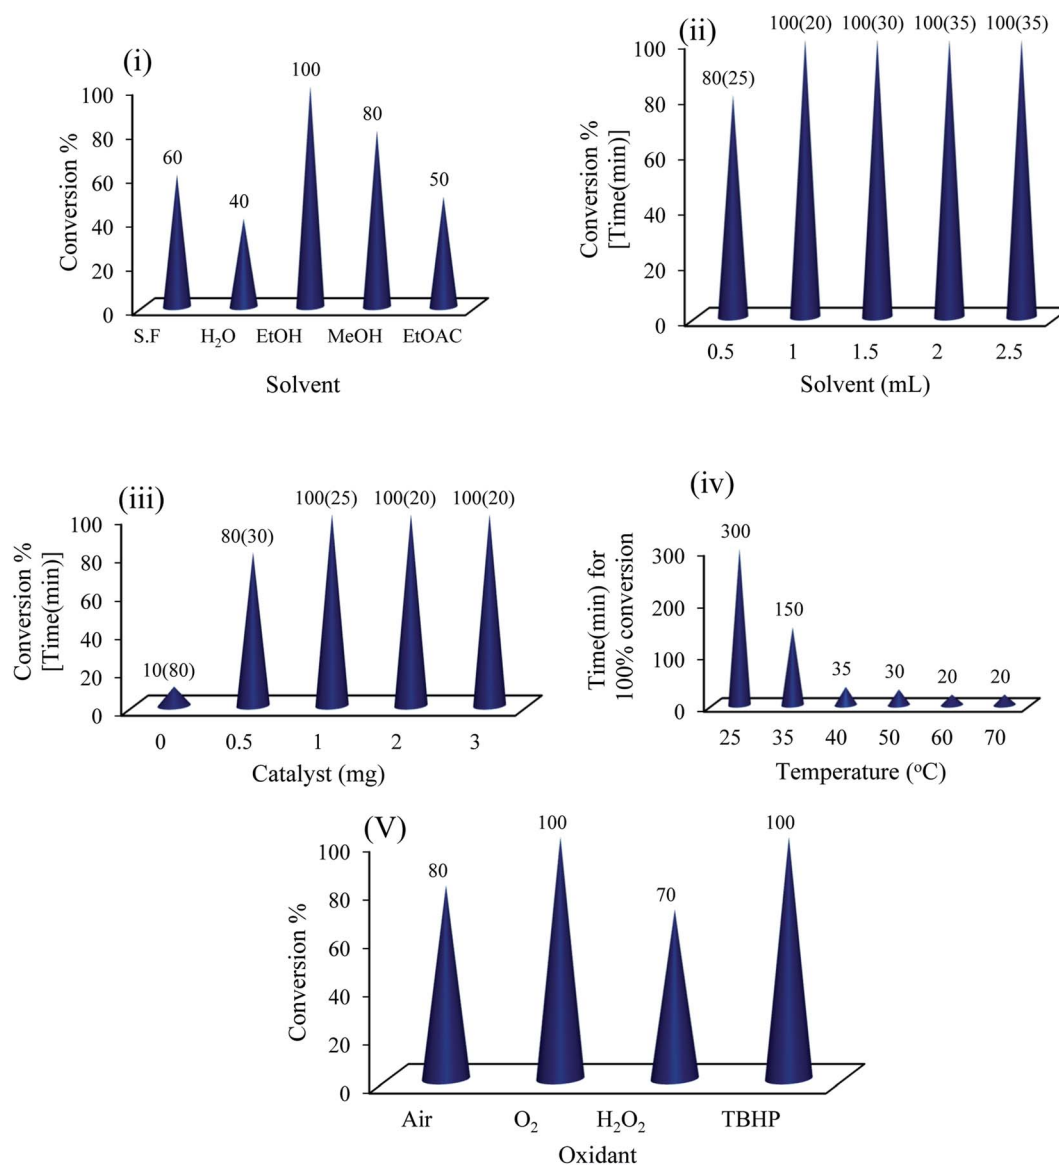 (i)
Conversion %
100
80
60
40
20
0
60
40
100
80
50
S.F H₂O EtOH MeOH EtOAC
Solvent
(ii)
Conversion %
[Time(min)]
100
80
60
40
20
0
80(25)
100(20) 100(30) 100(35) 100(35)
0.5 1 1.5 2 2.5
Solvent (mL)
(iii)
Conversion %
[Time(min)]
100
80
60
40
20
0
10(80)
80(30)
100(25) 100(20) 100(20)
0 0.5 1 2 3
Catalyst (mg)
(iv)
Time(min) for
100% conversion
300
200
100
0
300
150
35 30 20 20
25 35 40 50 60 70
Temperature (°C)
(V)
Conversion %
100
80
60
40
20
0
80
100
70
100
Air O₂ H₂O₂ TBHP
Oxidant